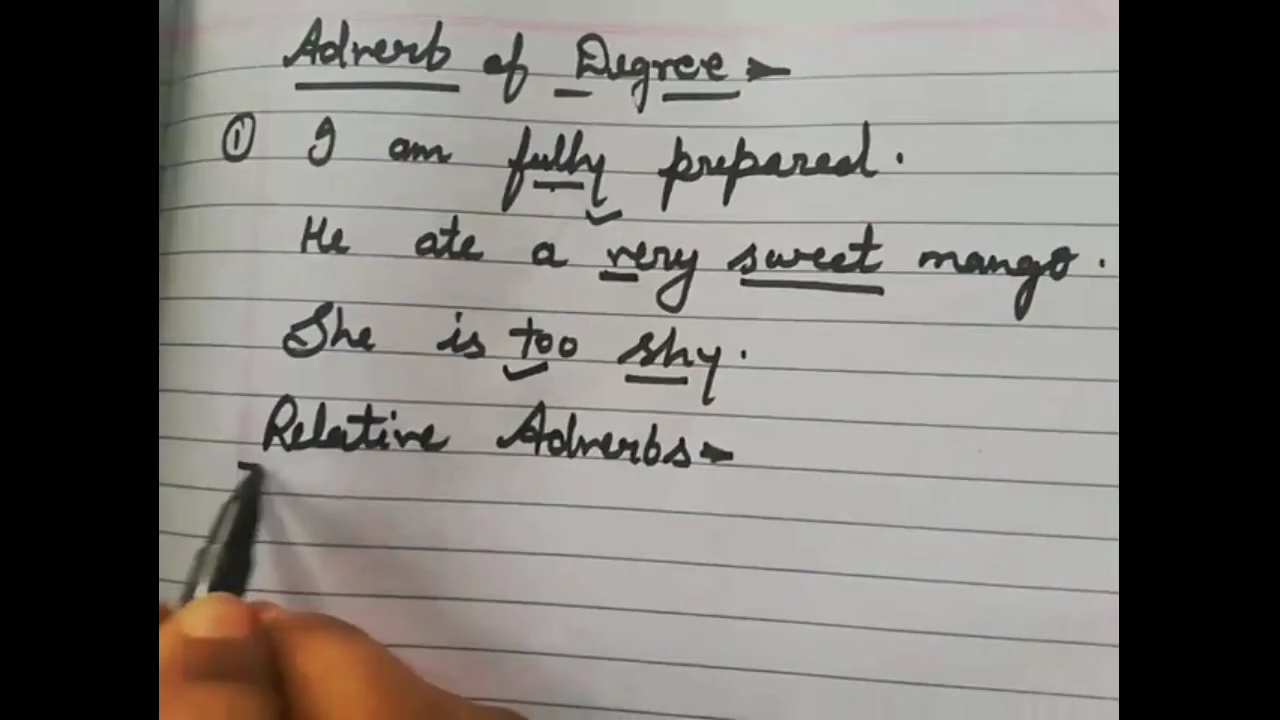 Adverb of Degree
① I am fully prepared.
He ate a very sweet mango.
She is too shy.
Relative Adverbs